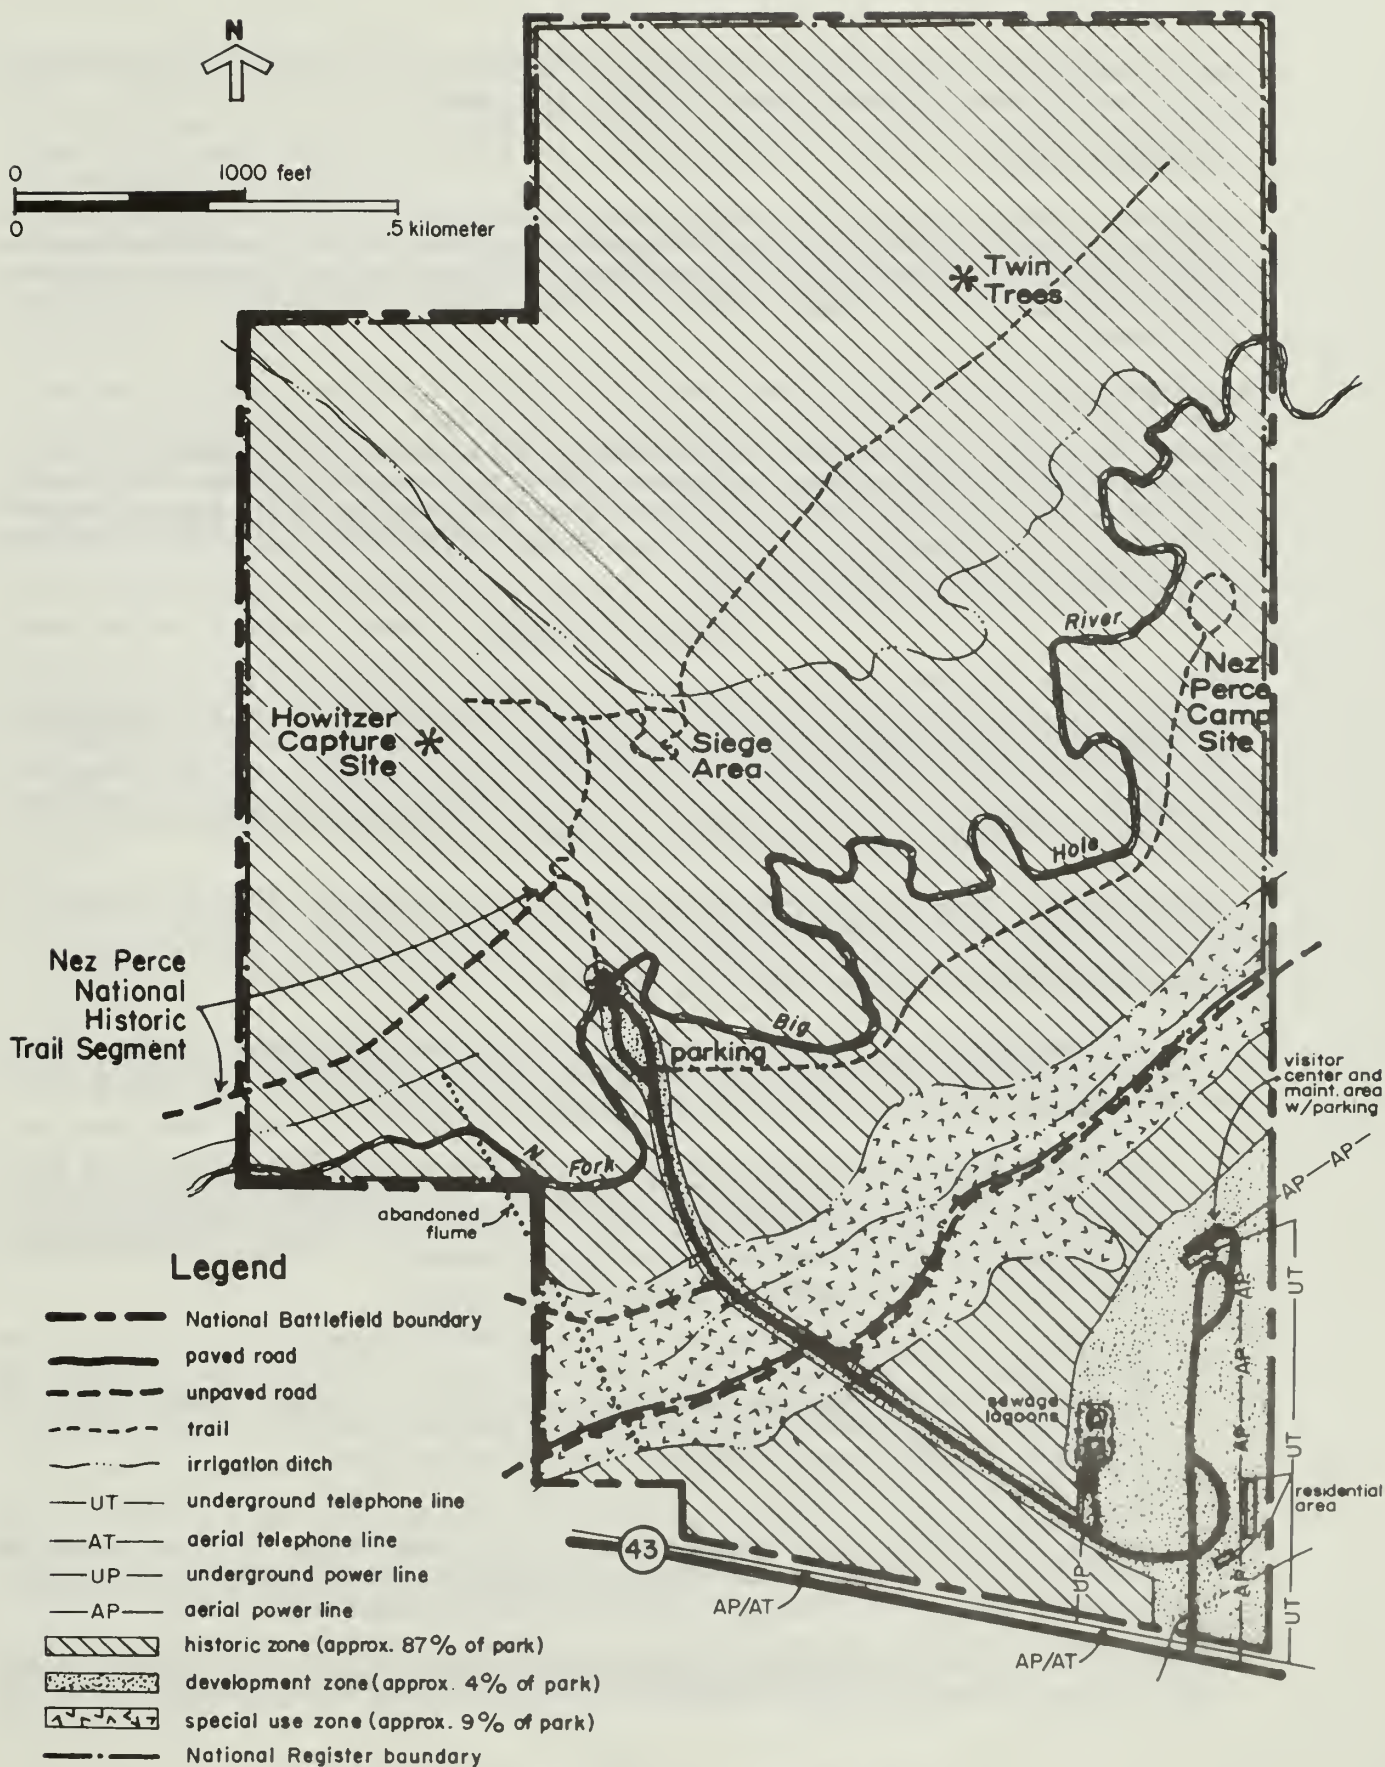 N
0 1000 feet
0 .5 kilometer
Twin
Trees
River
Nez
Perce
Camp
Site
Howitzer
Capture
Site
Siege
Area
Hole
Nez Perce
National
Historic
Trail Segment
Big
parking
visitor
center and
maint. area
w/parking
N Fork
AP
AP
abandoned
flume
UT
AP
AP
sewage
lagoons
AP
UT
residential
area
43
UP
AP
AP
UT
AP/AT
AP/AT
Legend
National Battlefield boundary
paved road
unpaved road
trail
irrigation ditch
UT underground telephone line
AT aerial telephone line
UP underground power line
AP aerial power line
historic zone (approx. 87% of park)
development zone (approx. 4% of park)
special use zone (approx. 9% of park)
National Register boundary